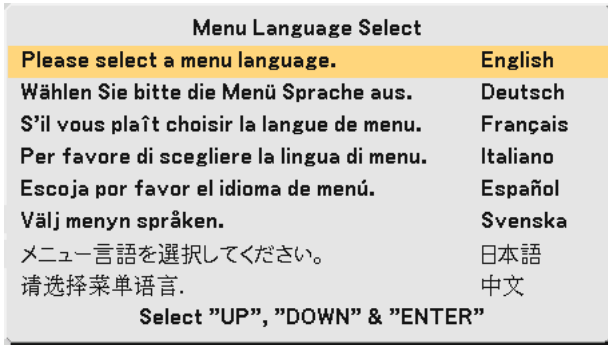 Menu Language Select
Please select a menu language. English
Wählen Sie bitte die Menü Sprache aus. Deutsch
S'il vous plaît choisir la langue de menu. Français
Per favore di scegliere la lingua di menu. Italiano
Escoja por favor el idioma de menú. Español
Välj menyn språken. Svenska
メニュー言語を選択してください。 日本語
请选择菜单语言. 中文
Select ”UP”, ”DOWN” & ”ENTER”